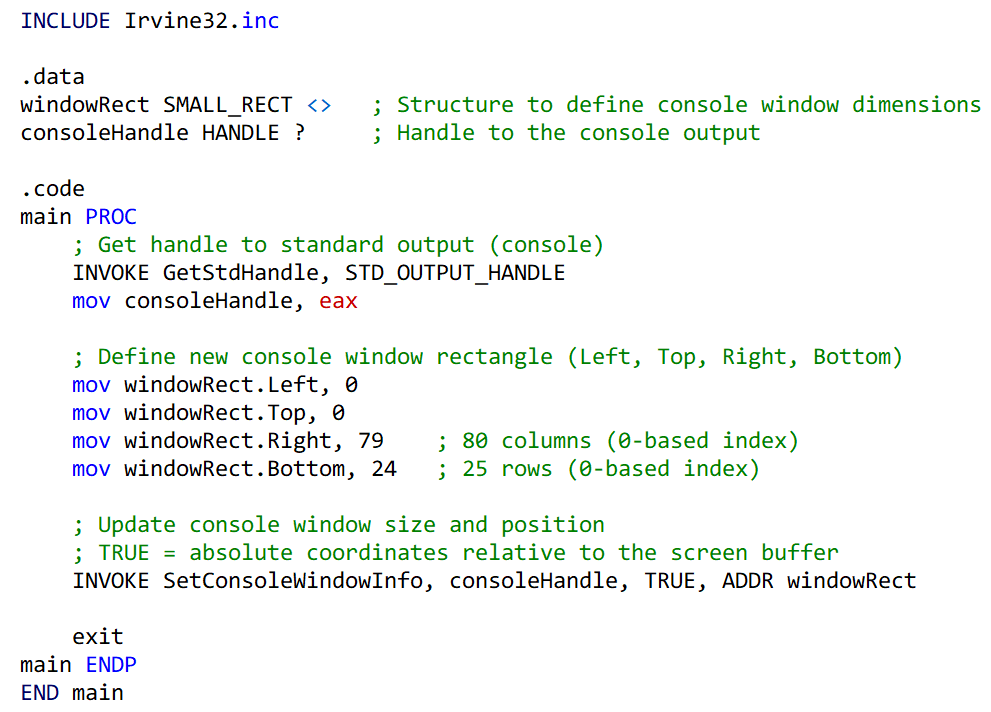 INCLUDE Irvine32.inc
.data
windowRect SMALL_RECT <>   ; Structure to define console window dimensions
consoleHandle HANDLE ?     ; Handle to the console output
.code
main PROC
    ; Get handle to standard output (console)
    INVOKE GetStdHandle, STD_OUTPUT_HANDLE
    mov consoleHandle, eax
    ; Define new console window rectangle (Left, Top, Right, Bottom)
    mov windowRect.Left, 0
    mov windowRect.Top, 0
    mov windowRect.Right, 79    ; 80 columns (0-based index)
    mov windowRect.Bottom, 24   ; 25 rows (0-based index)
    ; Update console window size and position
    ; TRUE = absolute coordinates relative to the screen buffer
    INVOKE SetConsoleWindowInfo, consoleHandle, TRUE, ADDR windowRect
    exit
main ENDP
END main